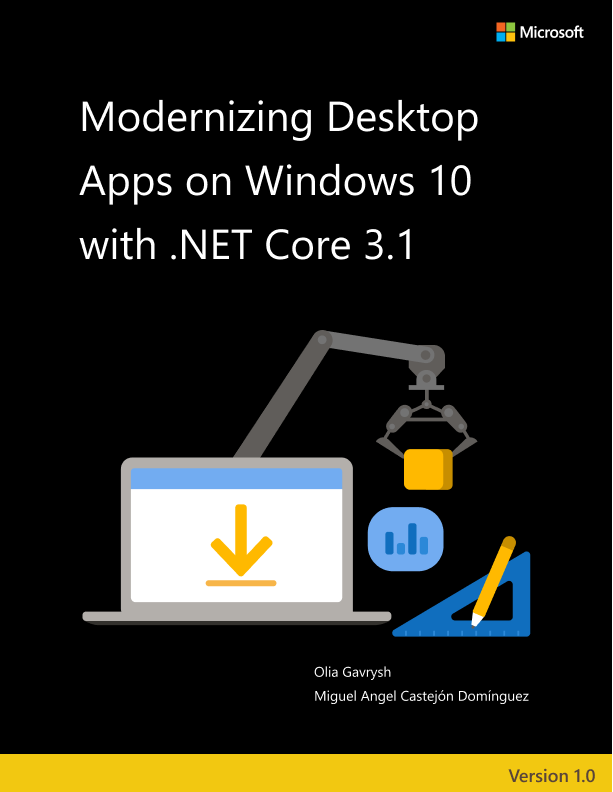 Microsoft
Modernizing Desktop
Apps on Windows 10
with .NET Core 3.1
Olia Gavrysh
Miguel Angel Castejón Domínguez
Version 1.0